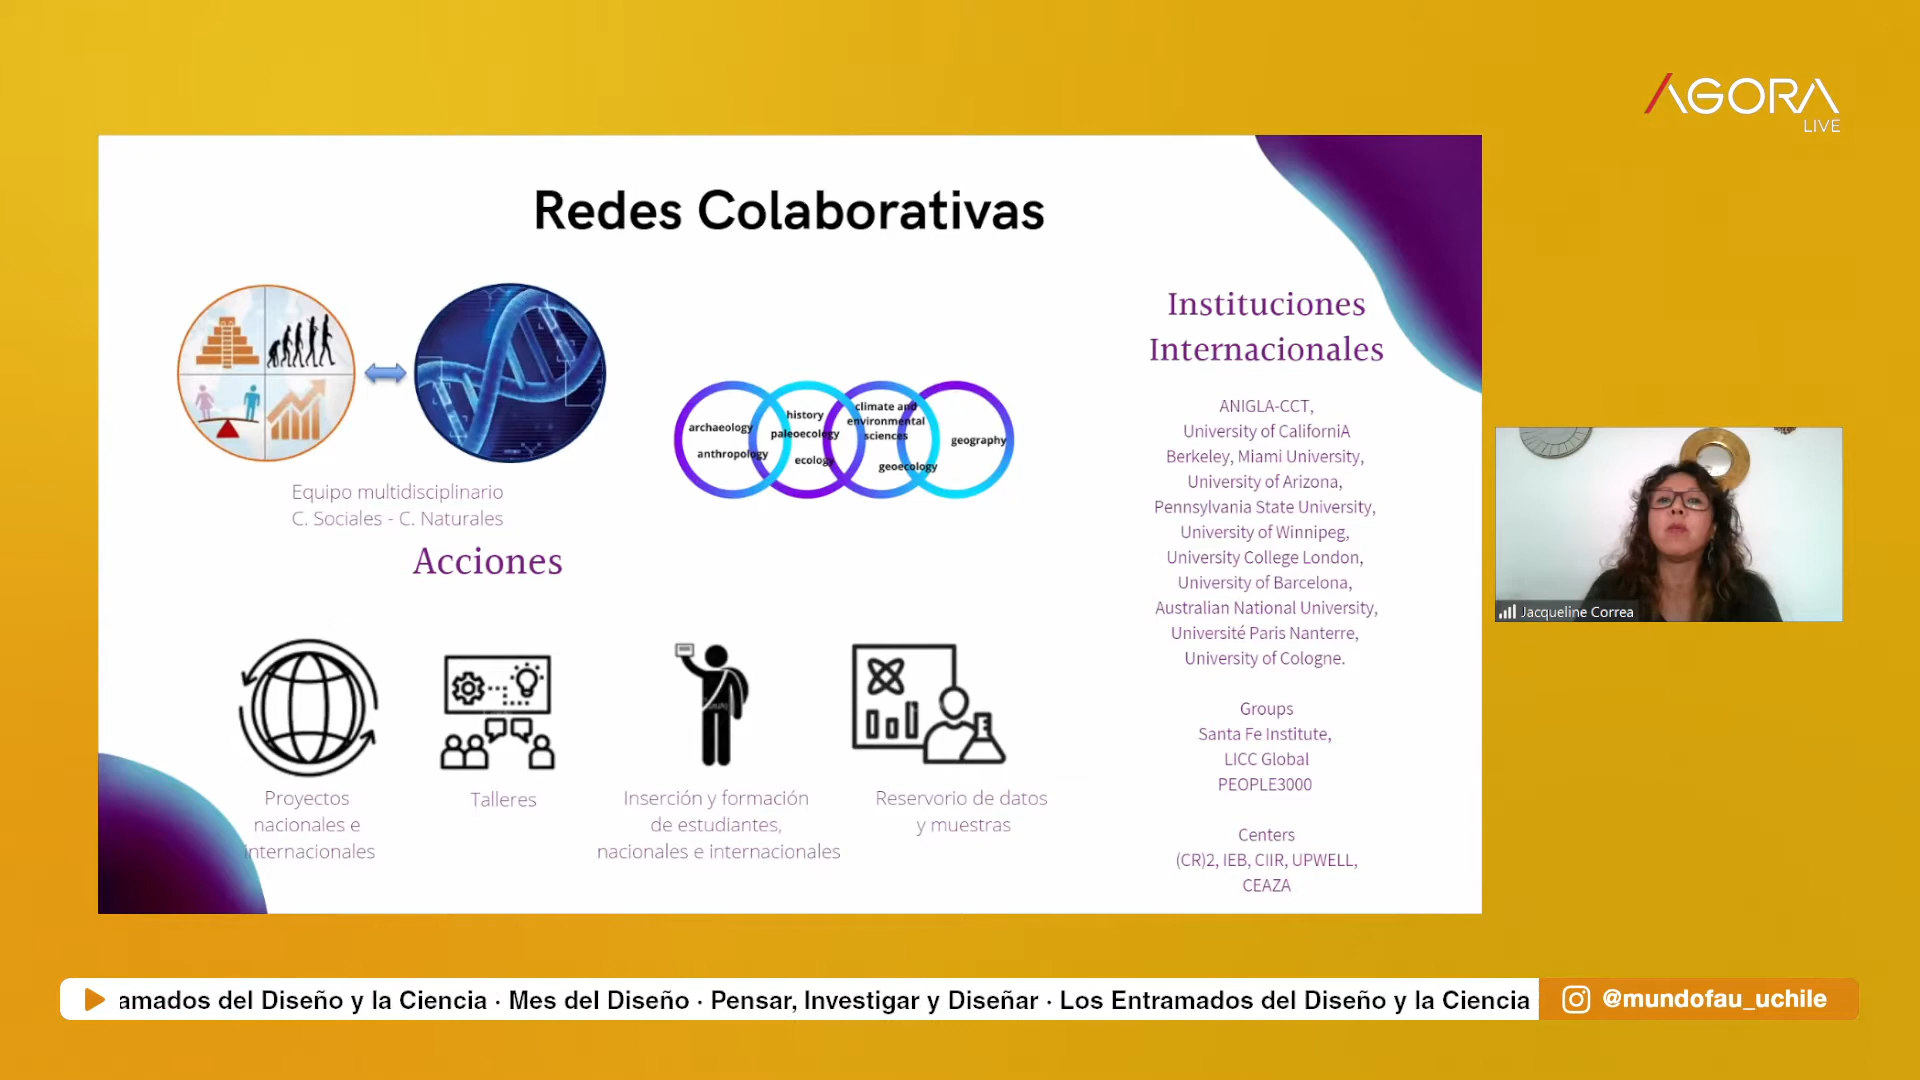 AGORA
LIVE
Redes Colaborativas
Equipo multidisciplinario
C. Sociales - C. Naturales
archaeology
anthropology
history
paleoecology
ecology
climate and
environmental
sciences
geoecology
geography
Acciones
Proyectos
nacionales e
internacionales
Talleres
Inserción y formación
de estudiantes,
nacionales e internacionales
Reservorio de datos
y muestras
Instituciones
Internacionales
ANIGLA-CCT,
University of CaliforniA
Berkeley, Miami University,
University of Arizona,
Pennsylvania State University,
University of Winnipeg,
University College London,
University of Barcelona,
Australian National University,
Université Paris Nanterre,
University of Cologne.
Groups
Santa Fe Institute,
LICC Global
PEOPLE3000
Centers
(CR)2, IEB, CIIR, UPWELL,
CEAZA
Jacqueline Correa
amados del Diseño y la Ciencia · Mes del Diseño · Pensar, Investigar y Diseñar · Los Entramados del Diseño y la Ciencia
@mundofau_uchile